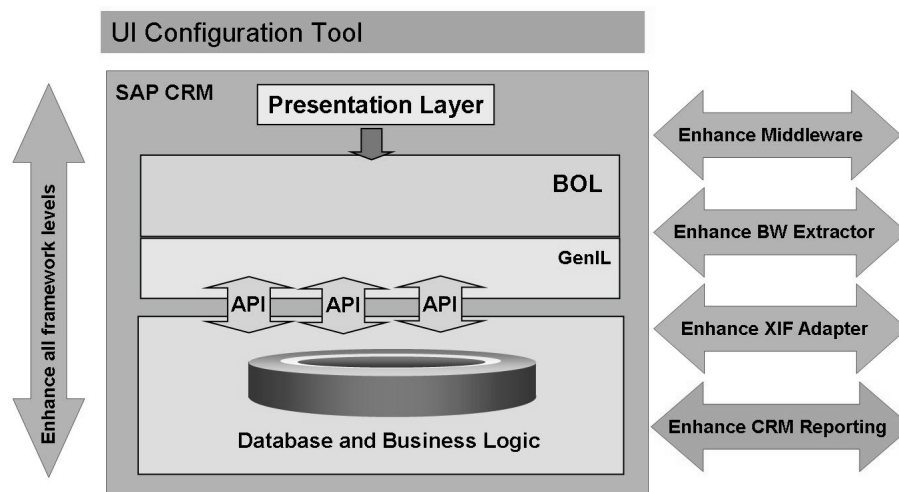 UI Configuration Tool
SAP CRM
Presentation Layer
BOL
GenIL
API API API
Database and Business Logic
Enhance all framework levels
Enhance Middleware
Enhance BW Extractor
Enhance XIF Adapter
Enhance CRM Reporting